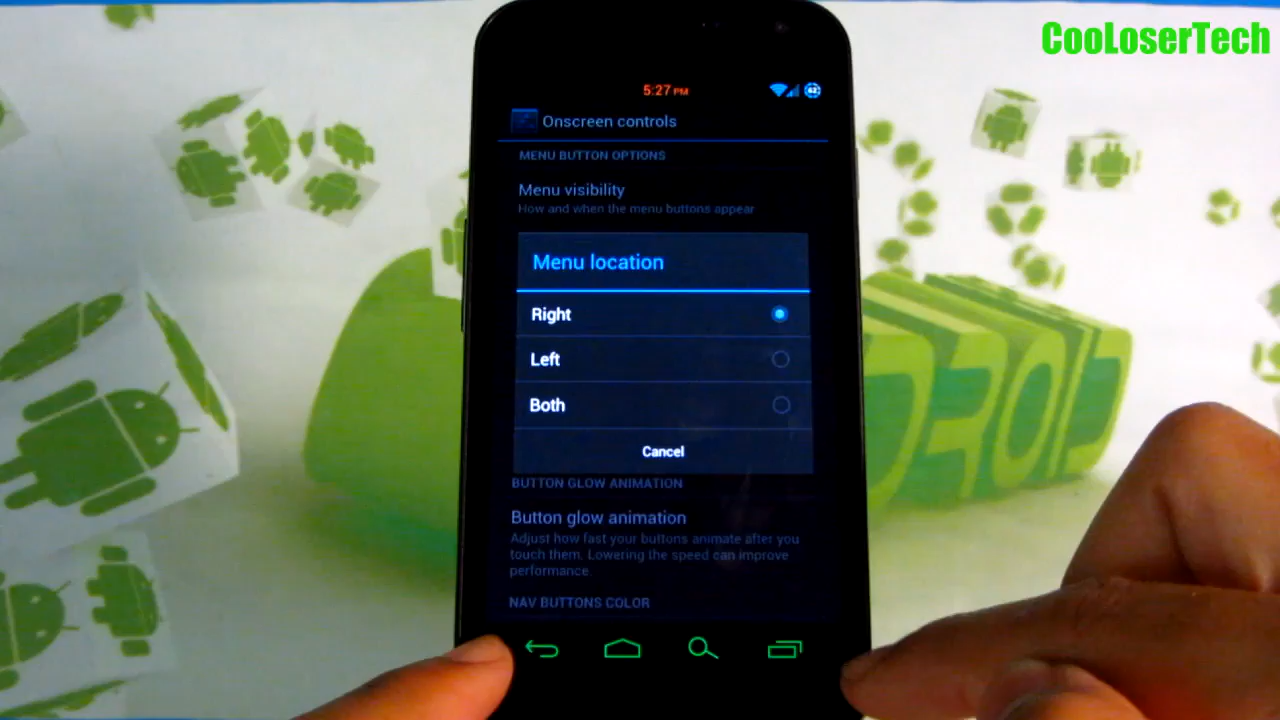 CooLoserTech
5:27 PM
Onscreen controls
MENU BUTTON OPTIONS
Menu visibility
How and when the menu buttons appear
Menu location
Right
Left
Both
Cancel
BUTTON GLOW ANIMATION
Button glow animation
Adjust how fast your buttons animate after you
touch them. Lowering the speed can improve
performance.
NAV BUTTONS COLOR